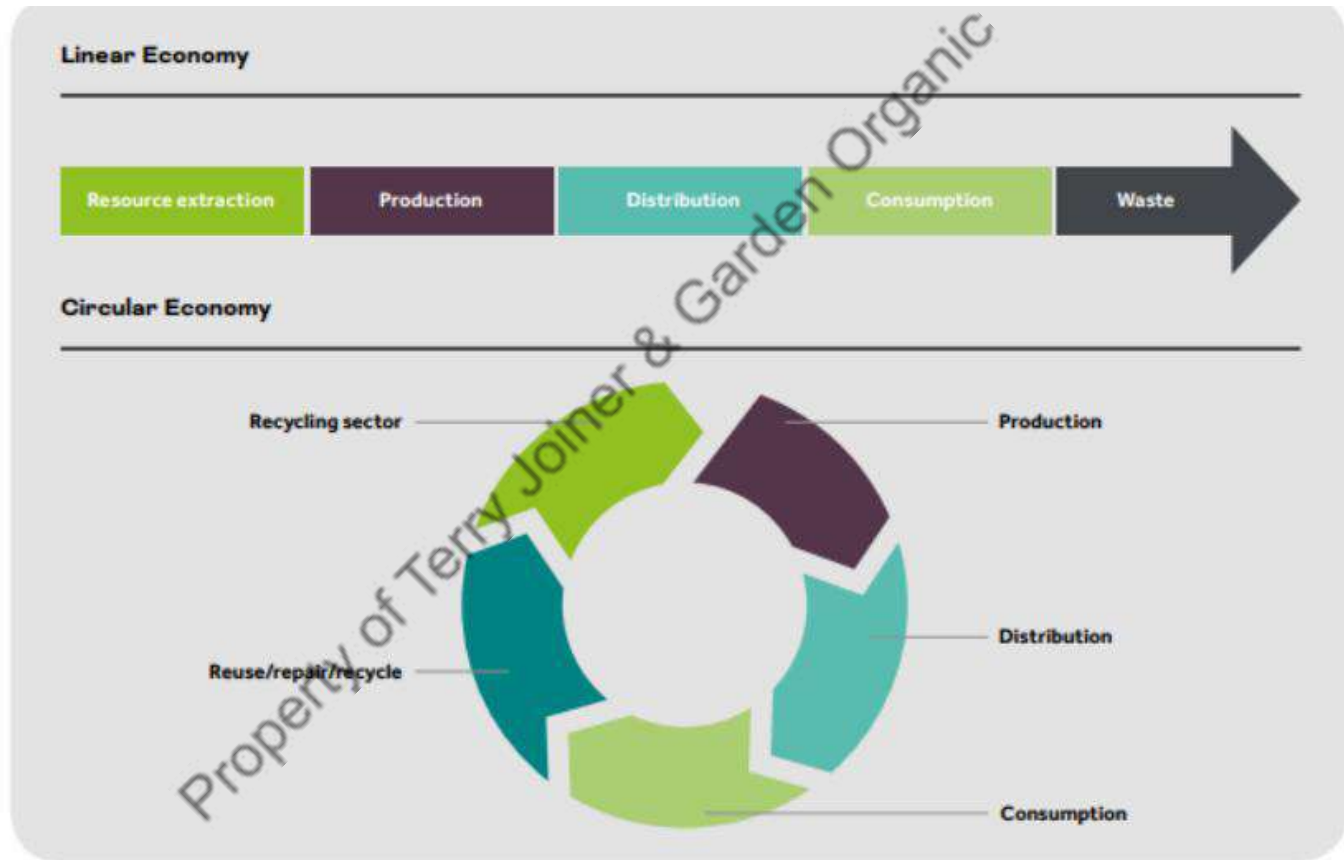 Linear Economy
Resource extraction Production Distribution Consumption Waste
Circular Economy
Recycling sector Production
Distribution
Reuse/repair/recycle
Consumption
Property of Terry Joiner & Garden Organic